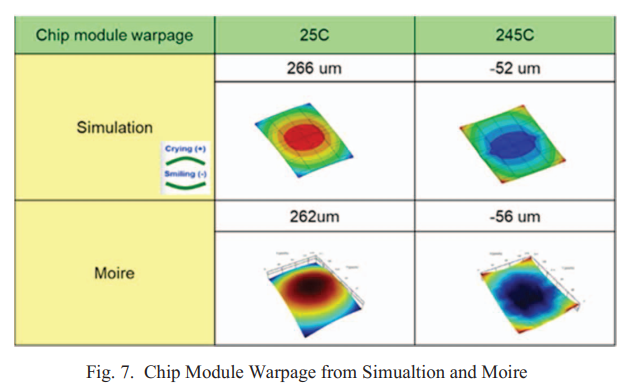 Chip module warpage 25C 245C
266 um -52 um
Simulation
Crying (+)
Smiling (-)
262um -56 um
Moire
Fig. 7. Chip Module Warpage from Simualtion and Moire